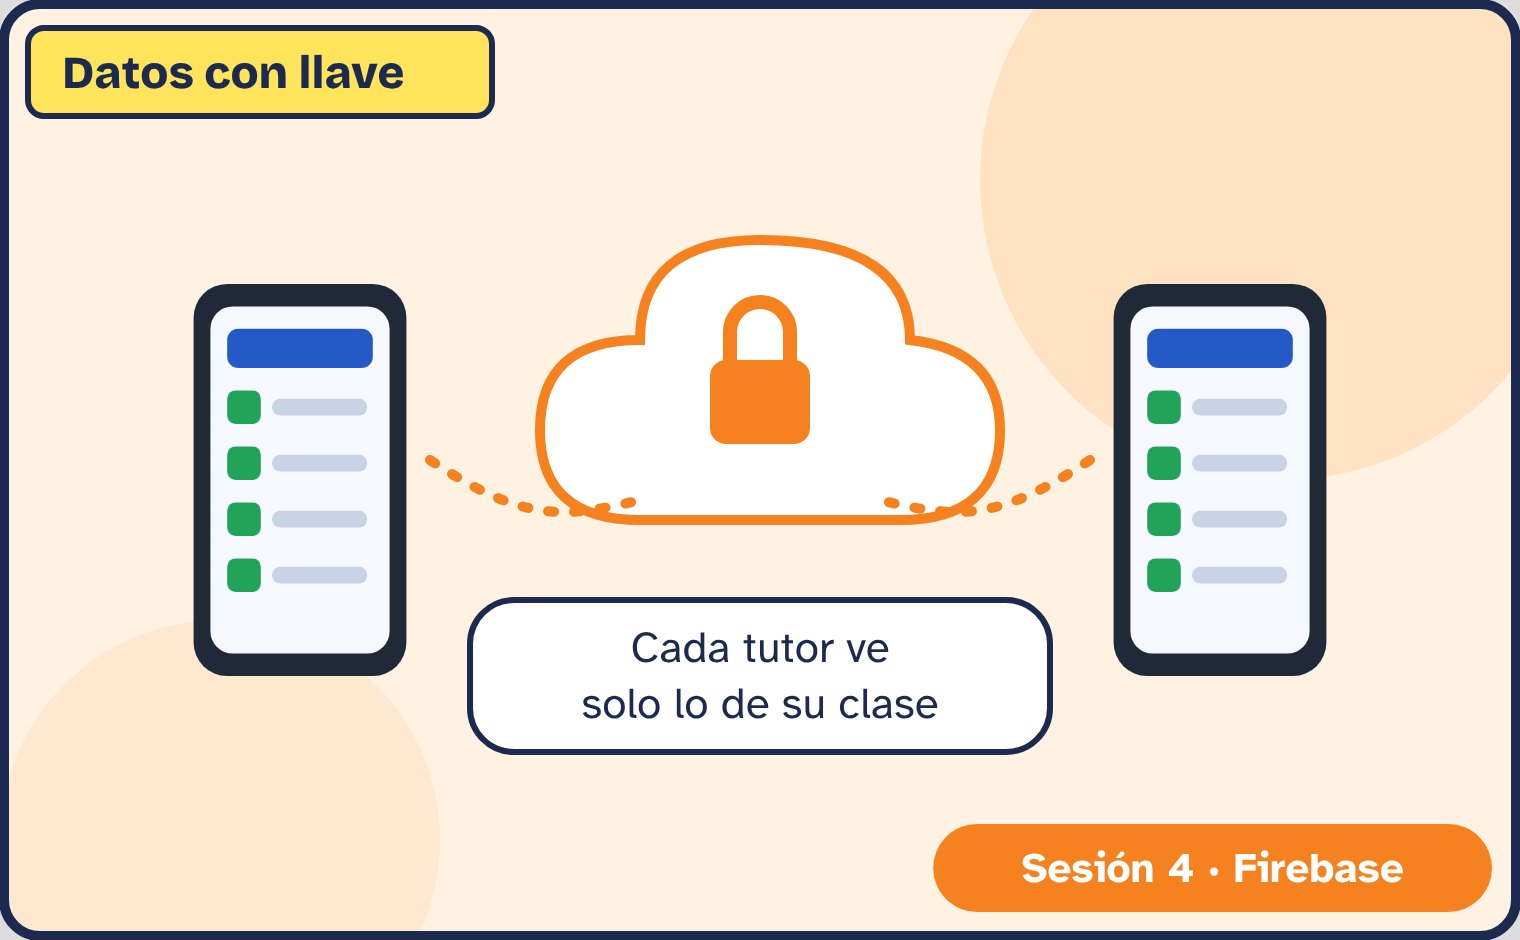 Datos con llave
Cada tutor ve
solo lo de su clase
Sesión 4 · Firebase